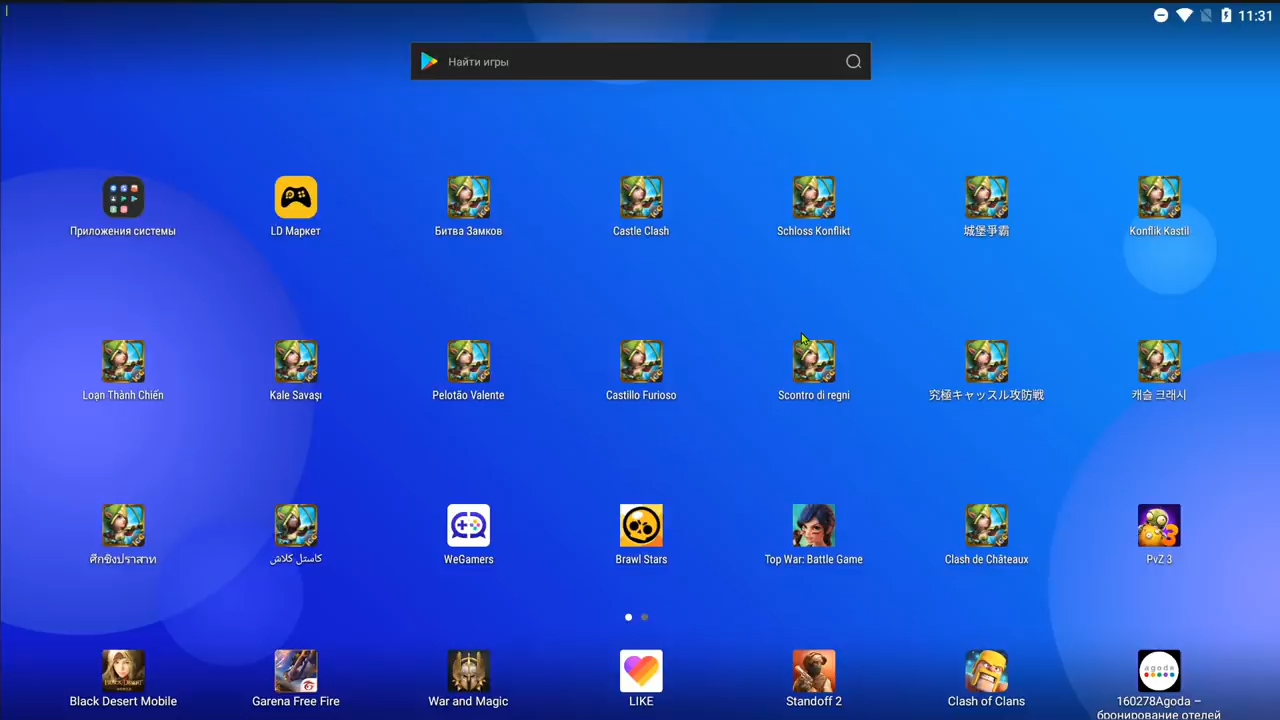 11:31
Найти игры
Приложения системы
LD Маркет
Битва Замков
Castle Clash
Schloss Konflikt
城堡爭霸
Konflik Kastil
Loạn Thành Chiến
Kale Savaşı
Pelotão Valente
Castillo Furioso
Scontro di regni
究極キャッスル攻防戦
캐슬 크래시
ศึกชิงปราสาท
كاستل كلاش
WeGamers
Brawl Stars
Top War: Battle Game
Clash de Châteaux
PvZ 3
Black Desert Mobile
Garena Free Fire
War and Magic
LIKE
Standoff 2
Clash of Clans
160278Agoda –
бронирование отелей